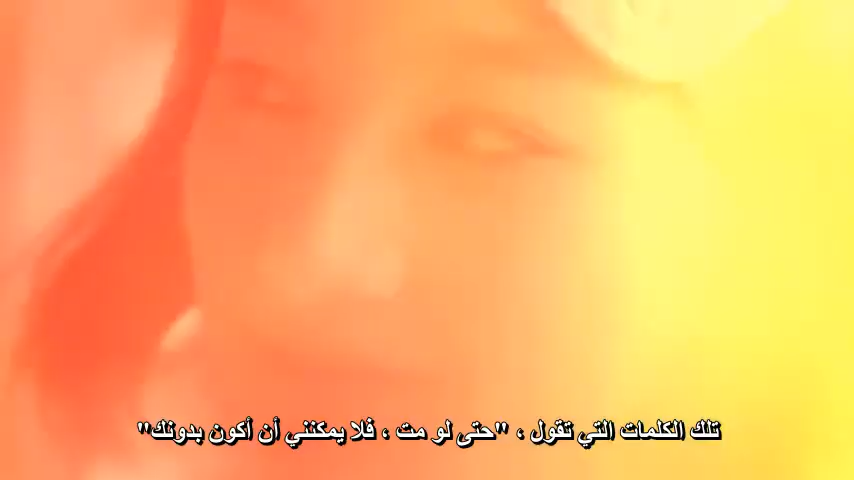 تلك الكلمات التي تقول ، "حتى لو مت ، فلا يمكنني أن أكون بدونك"